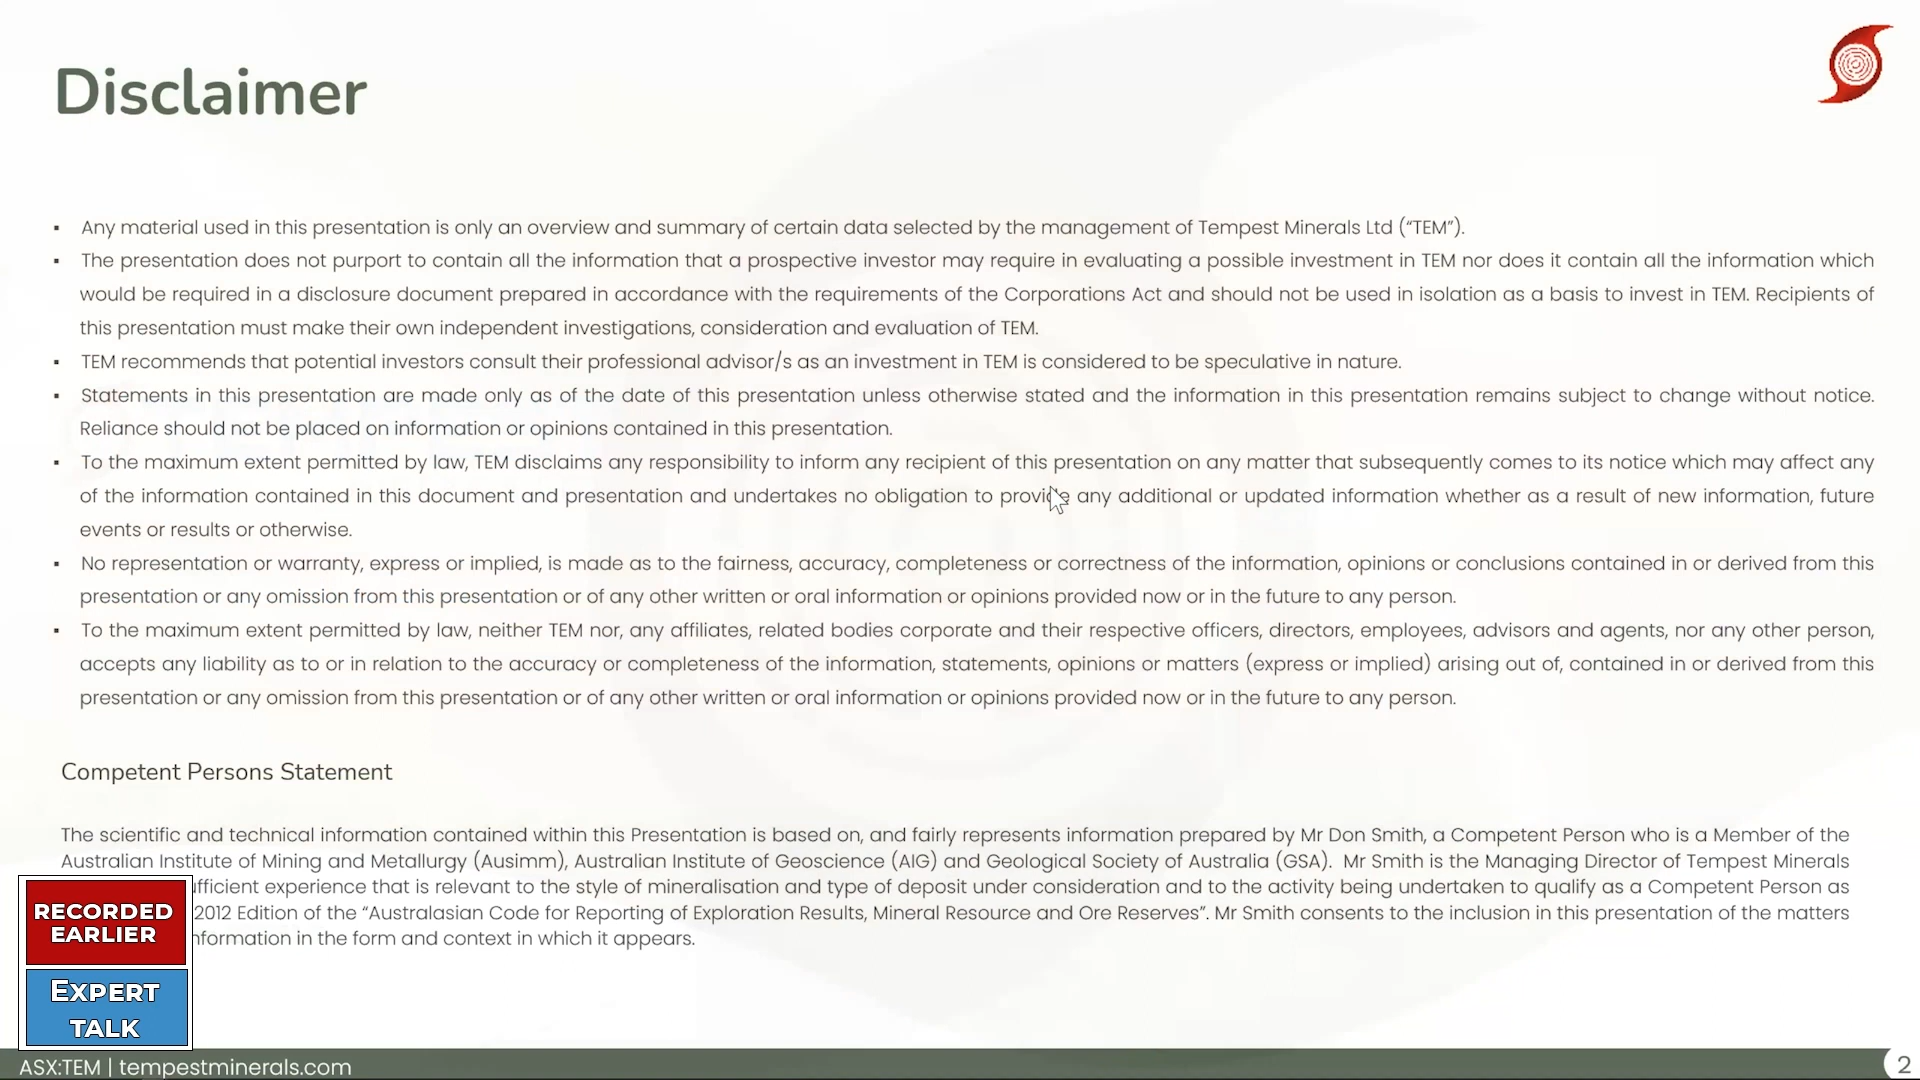 Disclaimer
▪ Any material used in this presentation is only an overview and summary of certain data selected by the management of Tempest Minerals Ltd (“TEM”).
▪ The presentation does not purport to contain all the information that a prospective investor may require in evaluating a possible investment in TEM nor does it contain all the information which
would be required in a disclosure document prepared in accordance with the requirements of the Corporations Act and should not be used in isolation as a basis to invest in TEM. Recipients of
this presentation must make their own independent investigations, consideration and evaluation of TEM.
▪ TEM recommends that potential investors consult their professional advisor/s as an investment in TEM is considered to be speculative in nature.
▪ Statements in this presentation are made only as of the date of this presentation unless otherwise stated and the information in this presentation remains subject to change without notice.
Reliance should not be placed on information or opinions contained in this presentation.
▪ To the maximum extent permitted by law, TEM disclaims any responsibility to inform any recipient of this presentation on any matter that subsequently comes to its notice which may affect any
of the information contained in this document and presentation and undertakes no obligation to provide any additional or updated information whether as a result of new information, future
events or results or otherwise.
▪ No representation or warranty, express or implied, is made as to the fairness, accuracy, completeness or correctness of the information, opinions or conclusions contained in or derived from this
presentation or any omission from this presentation or of any other written or oral information or opinions provided now or in the future to any person.
▪ To the maximum extent permitted by law, neither TEM nor, any affiliates, related bodies corporate and their respective officers, directors, employees, advisors and agents, nor any other person,
accepts any liability as to or in relation to the accuracy or completeness of the information, statements, opinions or matters (express or implied) arising out of, contained in or derived from this
presentation or any omission from this presentation or of any other written or oral information or opinions provided now or in the future to any person.
Competent Persons Statement
The scientific and technical information contained within this Presentation is based on, and fairly represents information prepared by Mr Don Smith, a Competent Person who is a Member of the
Australian Institute of Mining and Metallurgy (Ausimm), Australian Institute of Geoscience (AIG) and Geological Society of Australia (GSA). Mr Smith is the Managing Director of Tempest Minerals
experience that is relevant to the style of mineralisation and type of deposit under consideration and to the activity being undertaken to qualify as a Competent Person as
2012 Edition of the “Australasian Code for Reporting of Exploration Results, Mineral Resource and Ore Reserves”. Mr Smith consents to the inclusion in this presentation of the matters
in the form and context in which it appears.
RECORDED
EARLIER
EXPERT
TALK
ASX:TEM | tempestminerals.com
2